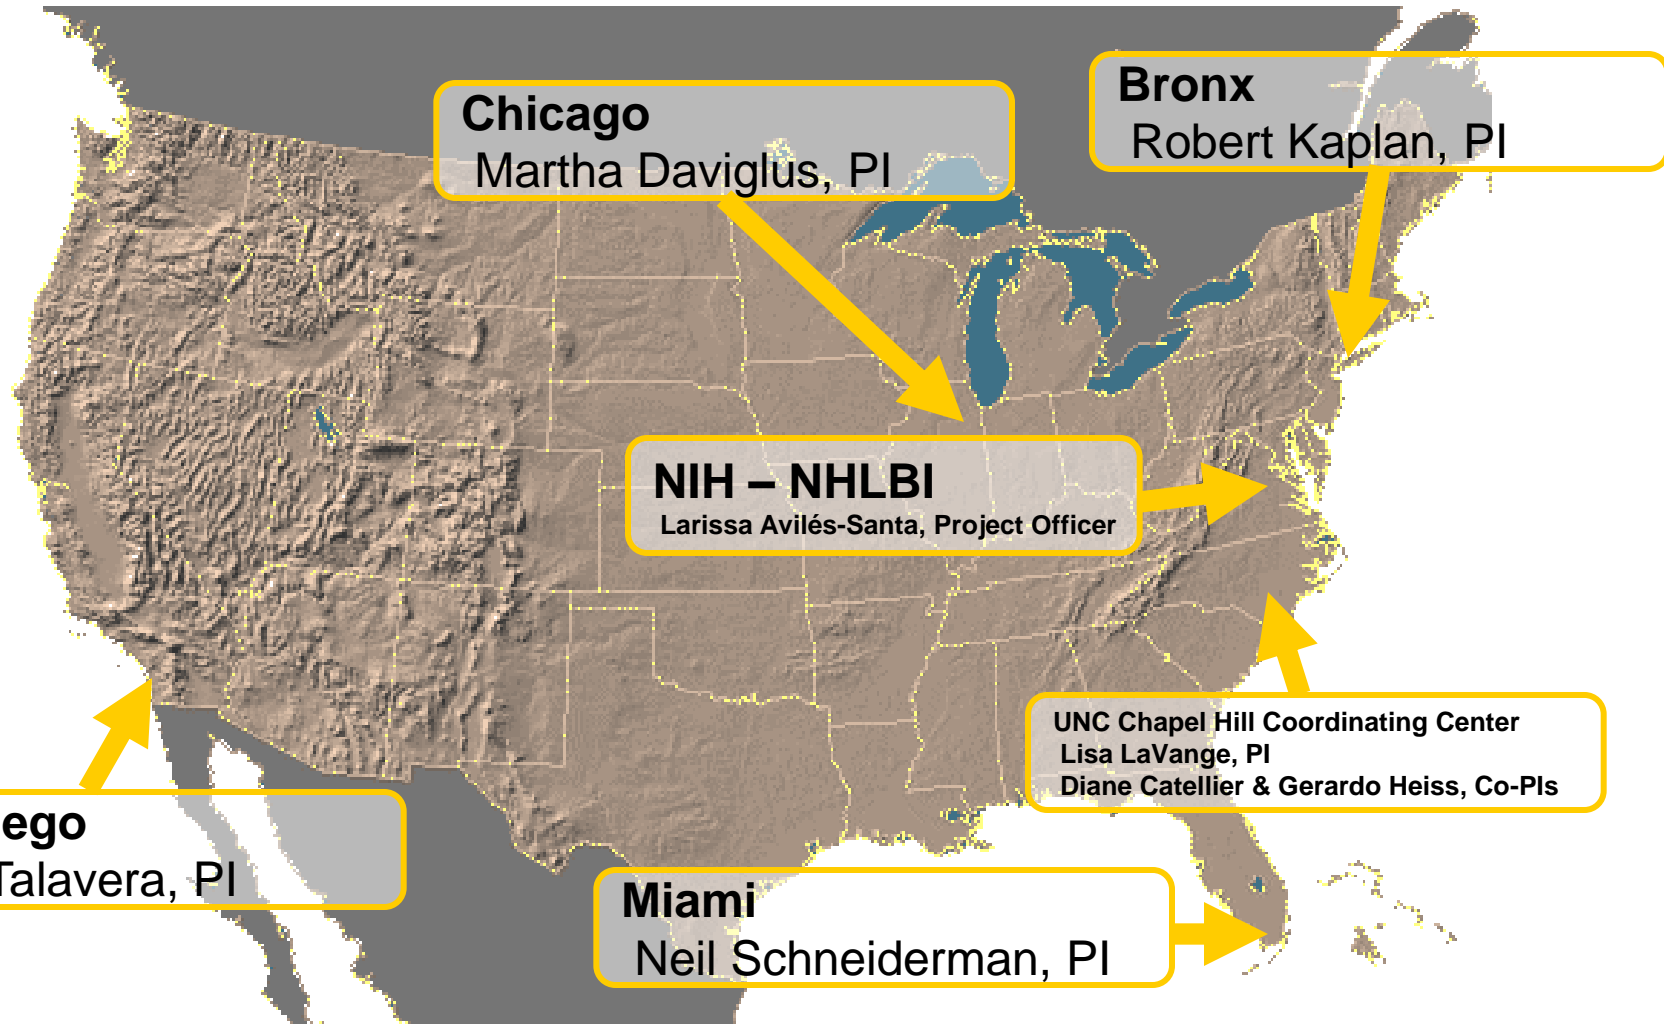 Bronx
Robert Kaplan, PI
Chicago
Martha Daviglus, PI
NIH – NHLBI
Larissa Avilés-Santa, Project Officer
UNC Chapel Hill Coordinating Center
Lisa LaVange, PI
Diane Catellier & Gerardo Heiss, Co-PIs
ego
Talavera, PI
Miami
Neil Schneiderman, PI